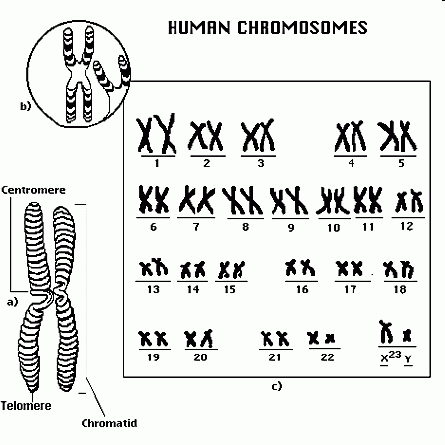 HUMAN CHROMOSOMES
b)
1 2 3 4 5
Centromere
6 7 8 9 10 11 12
a)
13 14 15 16 17 18
19 20 21 22 X 23 Y
c)
Telomere
Chromatid